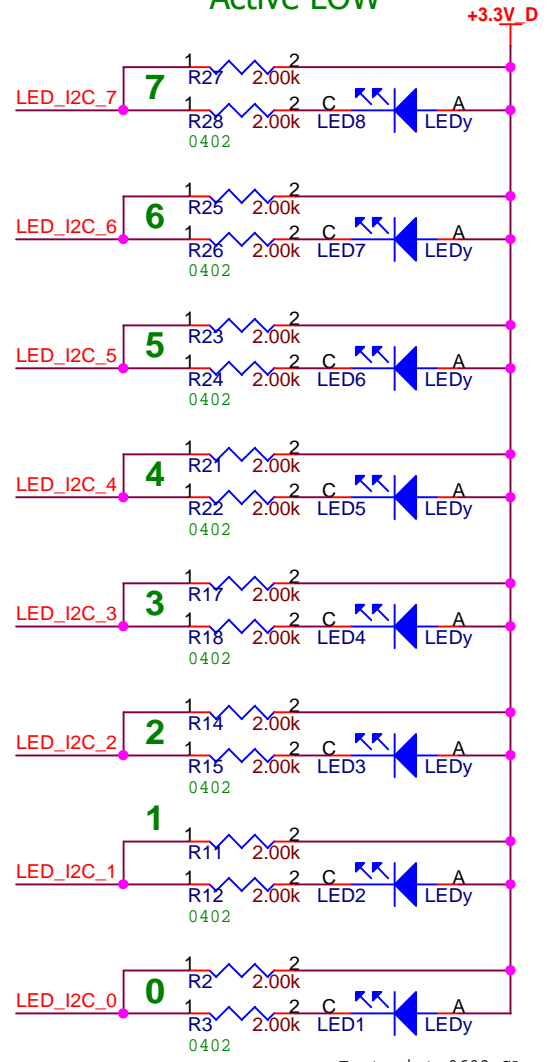 Active LOW
+3.3V_D
1 2
R27 2.00k
LED_I2C_7 7 C A
R28 2.00k LED8 LEDy
0402
1 2
R25 2.00k
LED_I2C_6 6 1 2 C A
R26 2.00k LED7 LEDy
0402
1 2
R23 2.00k
LED_I2C_5 5 1 2 C A
R24 2.00k LED6 LEDy
0402
1 2
R21 2.00k
LED_I2C_4 4 1 2 C A
R22 2.00k LED5 LEDy
0402
1 2
R17 2.00k
LED_I2C_3 3 1 2 C A
R18 2.00k LED4 LEDy
0402
1 2
R14 2.00k
LED_I2C_2 2 1 2 C A
R15 2.00k LED3 LEDy
0402
1
1 2
R11 2.00k
LED_I2C_1 1 2 C A
R12 2.00k LED2 LEDy
0402
1 2
R2 2.00k
LED_I2C_0 0 1 2 C A
R3 2.00k LED1 LEDy
0402